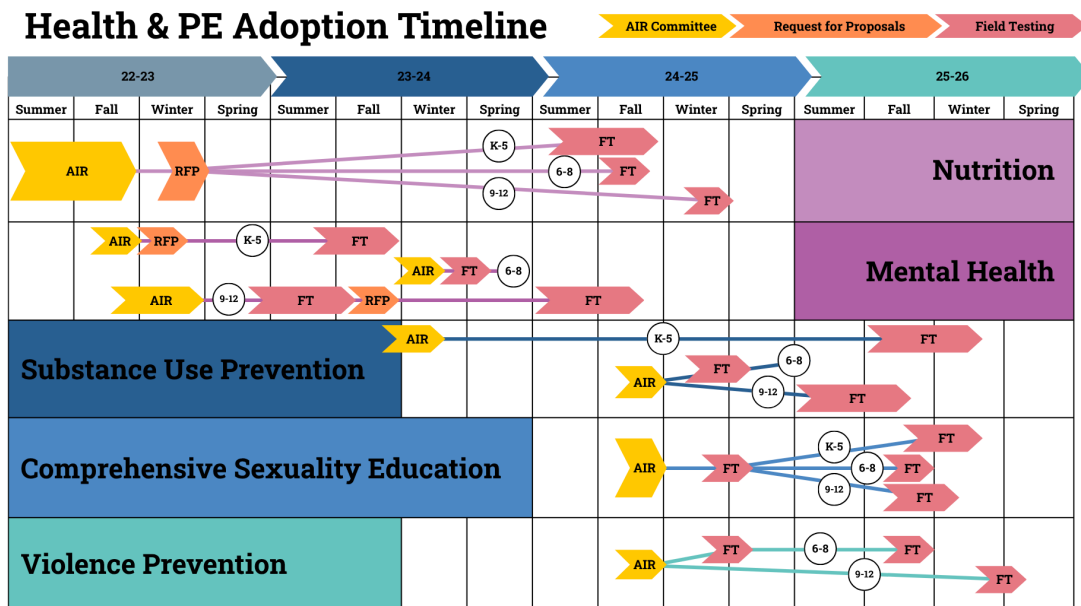 Health & PE Adoption Timeline
AIR Committee
Request for Proposals
Field Testing
22-23
23-24
24-25
25-26
Summer Fall Winter Spring Summer Fall Winter Spring Summer Fall Winter Spring Summer Fall Winter Spring
AIR
RFP
K-5
FT
6-8
FT
9-12
FT
Nutrition
AIR
RFP
K-5
FT
AIR
FT
6-8
AIR
9-12
FT
RFP
FT
Mental Health
Substance Use Prevention
AIR
K-5
FT
AIR
FT
6-8
9-12
FT
Comprehensive Sexuality Education
AIR
FT
K-5
FT
6-8
FT
9-12
FT
Violence Prevention
AIR
FT
6-8
FT
9-12
FT